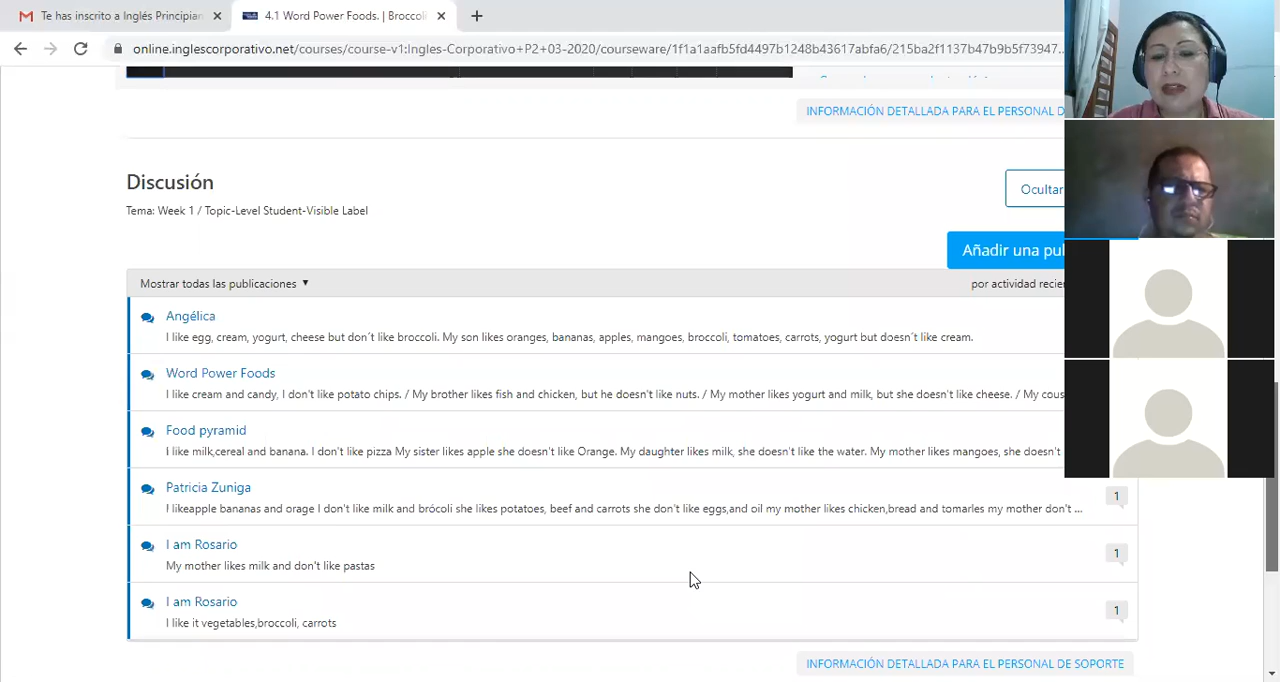 Te has inscrito a Inglés Principian
4.1 Word Power Foods. | Broccoli
online.inglescorporativo.net/courses/course-v1:Ingles-Corporativo+P2+03-2020/courseware/1f1a1aafb5fd4497b1248b43617abfa6/215ba2f1137b47b9b5f73947...
INFORMACIÓN DETALLADA PARA EL PERSONAL D
Discusión
Ocultar
Tema: Week 1 / Topic-Level Student-Visible Label
Añadir una pul
Mostrar todas las publicaciones
por actividad recien
Angélica
I like egg, cream, yogurt, cheese but don´t like broccoli. My son likes oranges, bananas, apples, mangoes, broccoli, tomatoes, carrots, yogurt but doesn´t like cream.
Word Power Foods
I like cream and candy, I don't like potato chips. / My brother likes fish and chicken, but he doesn't like nuts. / My mother likes yogurt and milk, but she doesn't like cheese. / My cous
Food pyramid
I like milk,cereal and banana. I don't like pizza My sister likes apple she doesn't like Orange. My daughter likes milk, she doesn't like the water. My mother likes mangoes, she doesn't
Patricia Zuniga
1
I likeapple bananas and orage I don't like milk and brócoli she likes potatoes, beef and carrots she don't like eggs,and oil my mother likes chicken,bread and tomarles my mother don't ...
I am Rosario
1
My mother likes milk and don't like pastas
I am Rosario
1
I like it vegetables,broccoli, carrots
INFORMACIÓN DETALLADA PARA EL PERSONAL DE SOPORTE